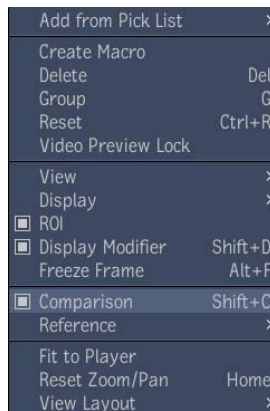 Add from Pick List
Create Macro
Delete Del
Group G
Reset Ctrl+R
Video Preview Lock
View
Display
ROI
Display Modifier Shift+D
Freeze Frame Alt+F
Comparison Shift+C
Reference
Fit to Player
Reset Zoom/Pan Home
View Layout